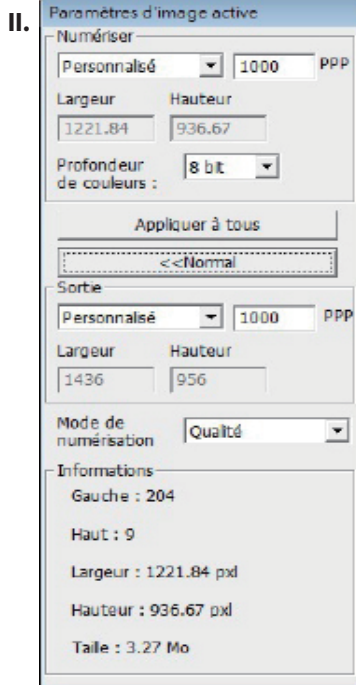 II.
Paramètres d'image active
Numériser
Personnalisé 1000 PPP
Largeur Hauteur
1221.84 936.67
Profondeur 8 bit
de couleurs :
Appliquer à tous
<<Normal
Sortie
Personnalisé 1000 PPP
Largeur Hauteur
1436 956
Mode de Qualité
numérisation
Informations
Gauche : 204
Haut : 9
Largeur : 1221.84 pxl
Hauteur : 936.67 pxl
Taille : 3.27 Mo